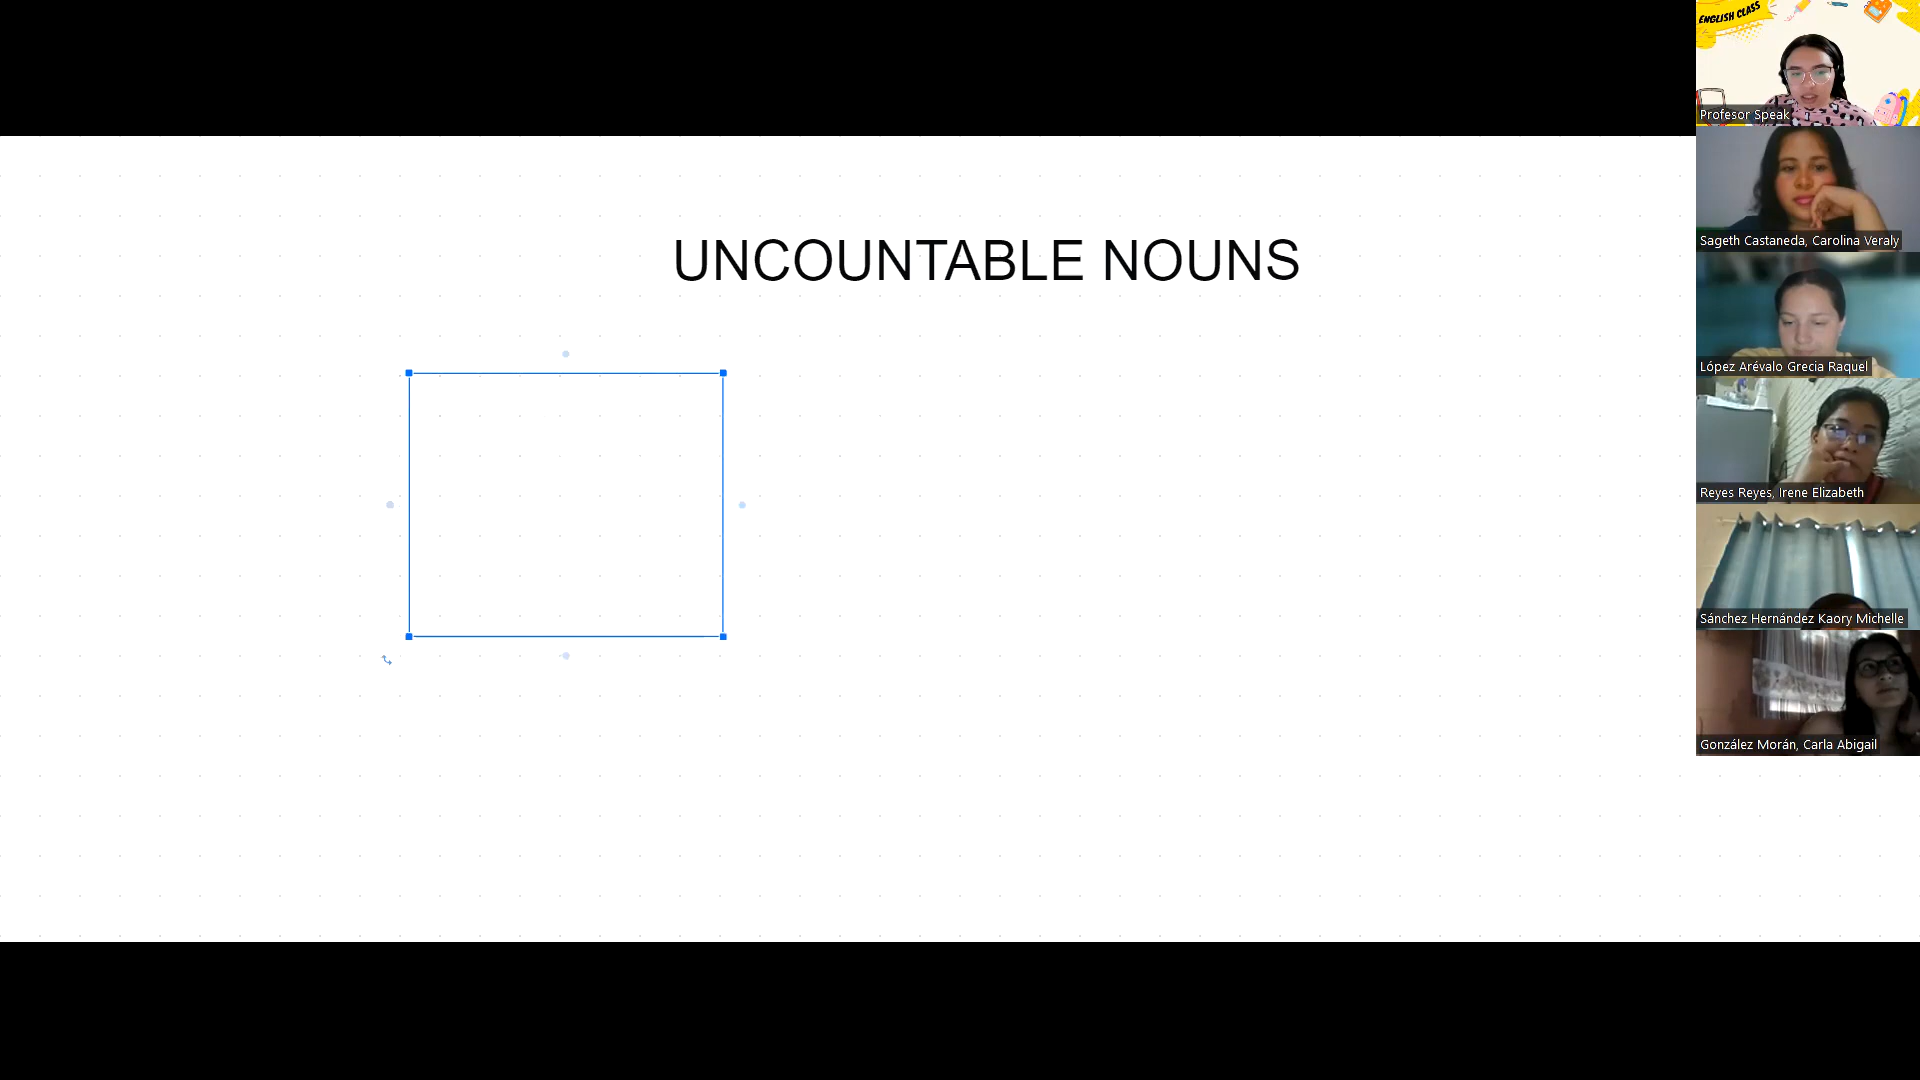 ENGLISH CLASS
Profesor Speak
Sageth Castaneda, Carolina Veraly
UNCOUNTABLE NOUNS
López Arévalo Grecia Raquel
Reyes Reyes, Irene Elizabeth
Sánchez Hernández Kaory Michelle
González Morán, Carla Abigail